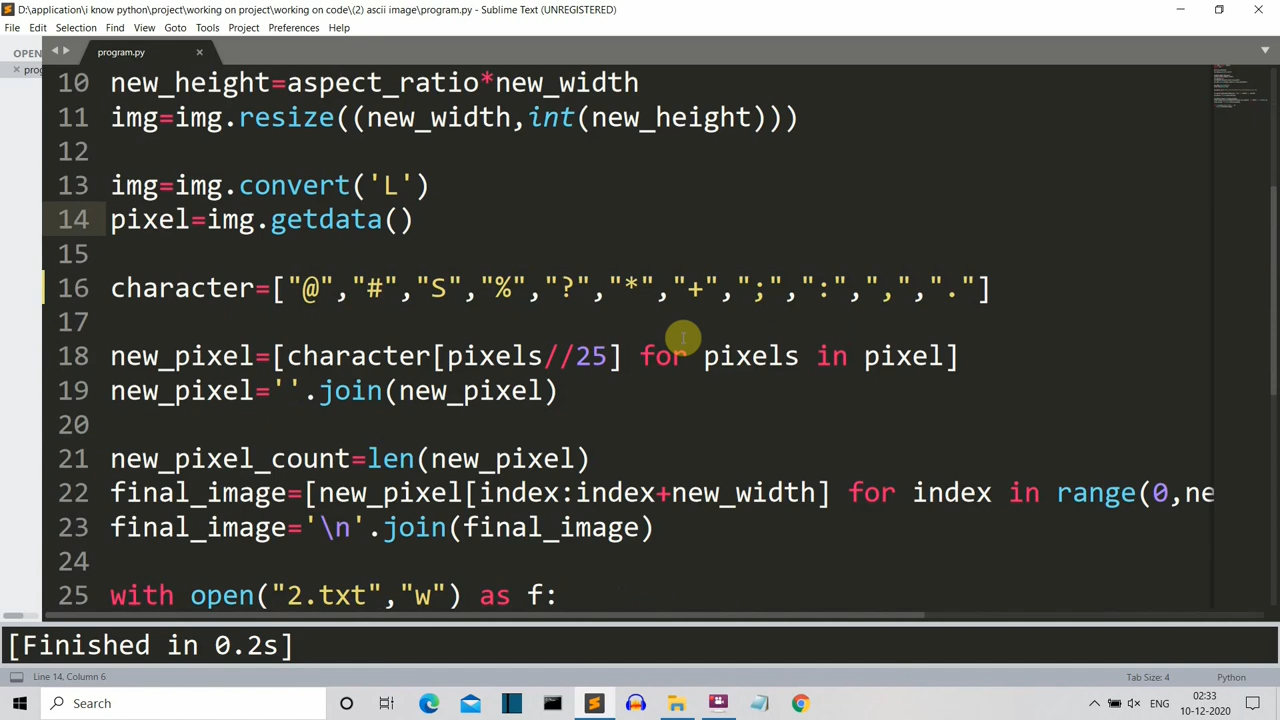 D:\application\i know python\project\working on project\working on code\(2) ascii image\program.py - Sublime Text (UNREGISTERED)
File Edit Selection Find View Goto Tools Project Preferences Help
OPEN
program.py
prog
10 new_height=aspect_ratio*new_width
11 img=img.resize((new_width,int(new_height)))
12
13 img=img.convert('L')
14 pixel=img.getdata()
15
16 character=["@","#","S","%","?","*","+",";",":",",","."]
17
18 new_pixel=[character[pixels//25] for pixels in pixel]
19 new_pixel=''.join(new_pixel)
20
21 new_pixel_count=len(new_pixel)
22 final_image=[new_pixel[index:index+new_width] for index in range(0,ne
23 final_image='\n'.join(final_image)
24
25 with open("2.txt","w") as f:
[Finished in 0.2s]
Line 14, Column 6
Tab Size: 4
Python
Search
ENG
02:33
10-12-2020